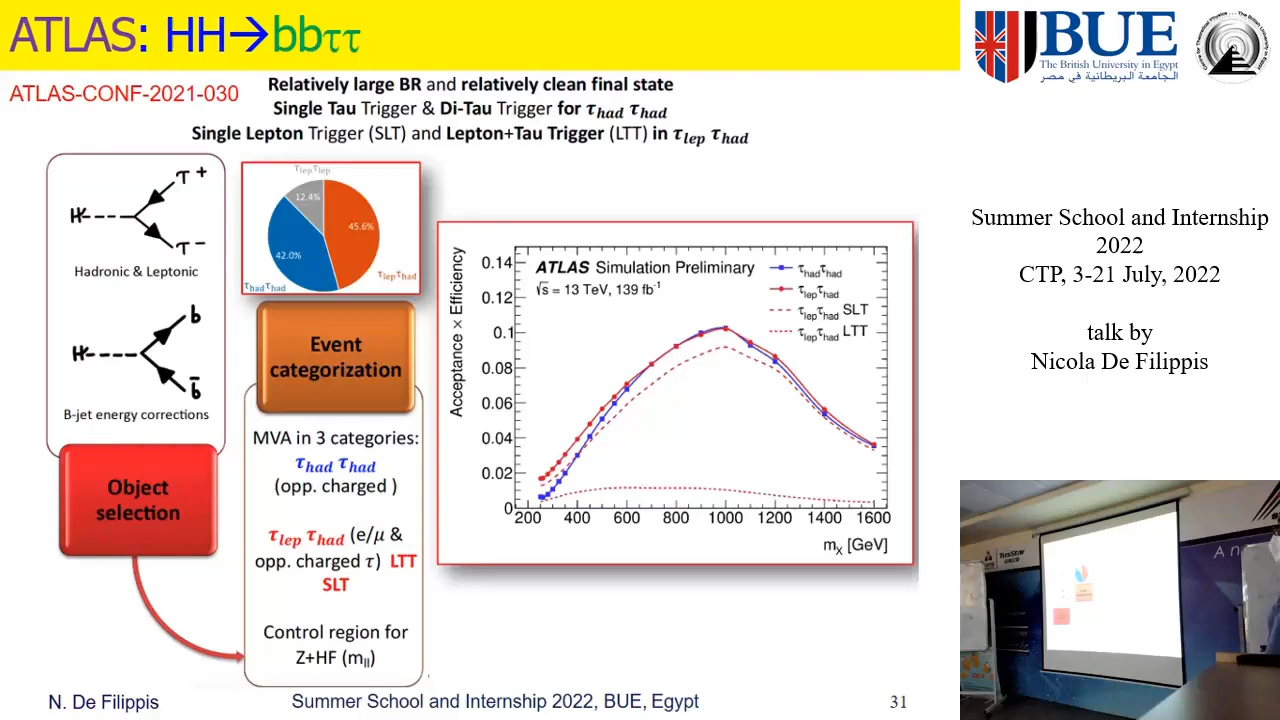 ATLAS: HH→bbττ
ATLAS-CONF-2021-030
Relatively large BR and relatively clean final state
Single Tau Trigger & Di-Tau Trigger for τhad τhad
Single Lepton Trigger (SLT) and Lepton+Tau Trigger (LTT) in τlep τhad
H
τ+
τ−
Hadronic & Leptonic
H
b
b̄
B-jet energy corrections
Object
selection
τlepτlep
12.4%
45.6%
42.0%
τlepτhad
τhadτhad
Event
categorization
MVA in 3 categories:
τhad τhad
(opp. charged )
τlep τhad (e/μ &
opp. charged τ) LTT
SLT
Control region for
Z+HF (mll)
Acceptance × Efficiency
0.14
0.12
0.1
0.08
0.06
0.04
0.02
0
ATLAS Simulation Preliminary
√s = 13 TeV, 139 fb-1
τhadτhad
τlepτhad
τlepτhad SLT
τlepτhad LTT
200 400 600 800 1000 1200 1400 1600
mX [GeV]
N. De Filippis
Summer School and Internship 2022, BUE, Egypt
31
BUE
The British University in Egypt
الجامعة البريطانية في مصر
Summer School and Internship
2022
CTP, 3-21 July, 2022
talk by
Nicola De Filippis
TusStar